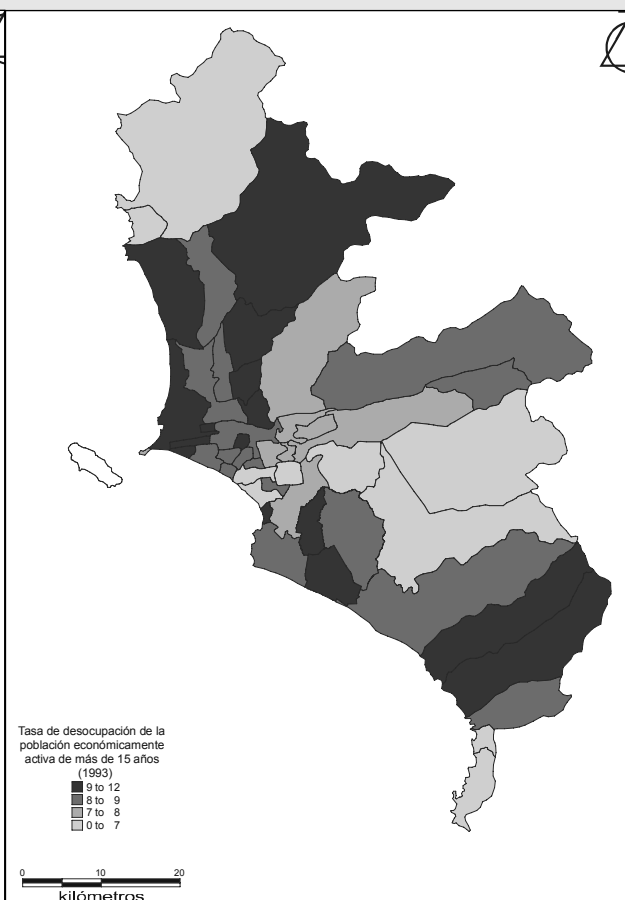 Tasa de desocupación de la
población económicamente
activa de más de 15 años
(1993)
9 to 12
8 to 9
7 to 8
0 to 7
0 10 20
kilómetros